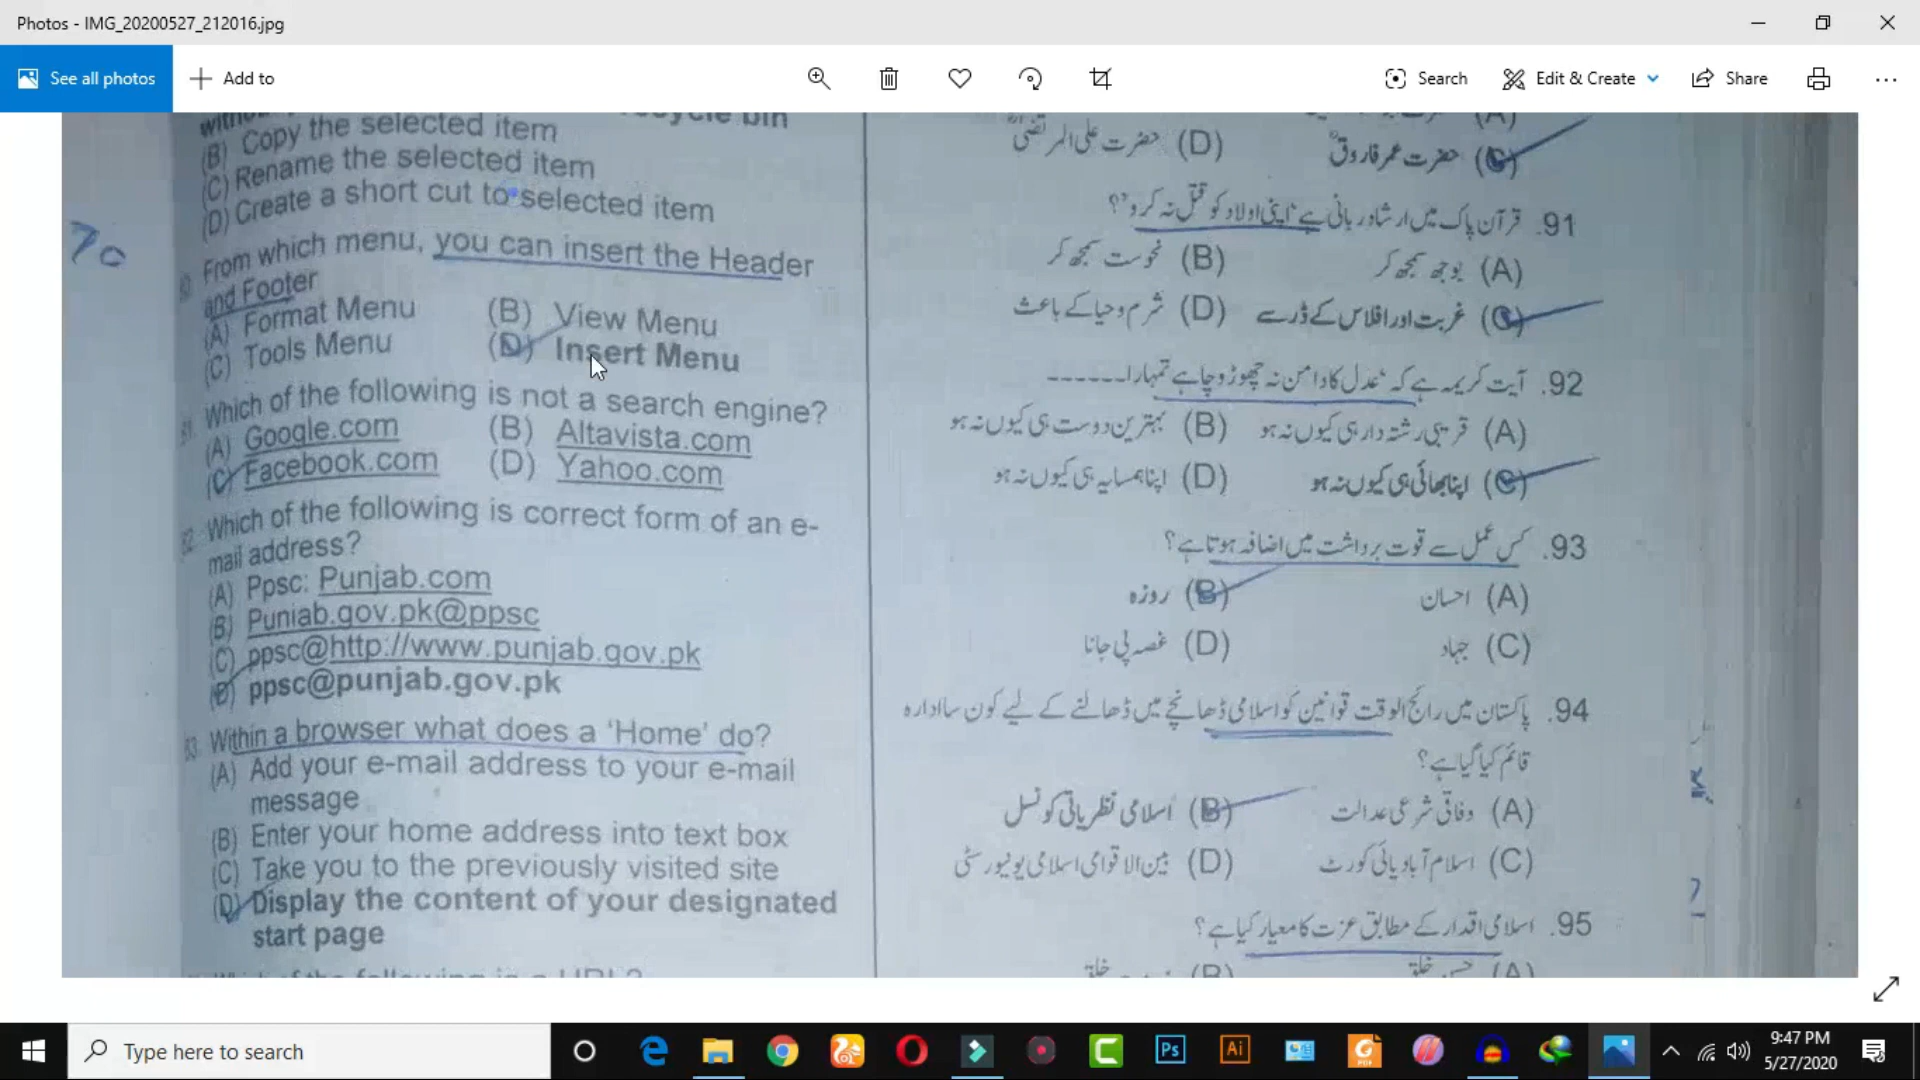 Photos - IMG_20200527_212016.jpg
See all photos
Add to
Search
Edit & Create
Share
(B) Copy the selected item
(C) Rename the selected item
(D) Create a short cut to selected item
70
From which menu, you can insert the Header
and Footer
(A) Format Menu (B) View Menu
(C) Tools Menu (D) Insert Menu
Which of the following is not a search engine?
(A) Google.com (B) Altavista.com
(C) Facebook.com (D) Yahoo.com
Which of the following is correct form of an e-
mail address?
(A) Ppsc: Punjab.com
(B) Punjab.gov.pk@ppsc
(C) ppsc@http://www.punjab.gov.pk
(D) ppsc@punjab.gov.pk
Within a browser what does a ‘Home’ do?
(A) Add your e-mail address to your e-mail
message
(B) Enter your home address into text box
(C) Take you to the previously visited site
(D) Display the content of your designated
start page
(C) حضرت عمر فاروق (D) حضرت علی المرتضیٰ
91. قرآن پاک میں ارشاد ربانی ہے ‘اپنی اولاد کو قتل نہ کرو’؟
(A) بوجھ سمجھ کر (B) نحوست سمجھ کر
(C) غربت اور افلاس کے ڈر سے (D) شرم و حیا کے باعث
92. آیت کریمہ ہے کہ ‘عدل کا دامن نہ چھوڑو چاہے تمہارا------
(A) قریبی رشتہ دار ہی کیوں نہ ہو (B) بہترین دوست ہی کیوں نہ ہو
(C) اپنا بھائی ہی کیوں نہ ہو (D) اپنا ہمسایہ ہی کیوں نہ ہو
93. کس عمل سے قوت برداشت میں اضافہ ہوتا ہے؟
(A) احسان (B) روزہ
(C) جہاد (D) غصہ پی جانا
94. پاکستان میں رائج الوقت قوانین کو اسلامی ڈھانچے میں ڈھالنے کے لیے کون سا ادارہ
قائم کیا گیا ہے؟
(A) وفاقی شرعی عدالت (B) اسلامی نظریاتی کونسل
(C) اسلام آباد ہائی کورٹ (D) بین الاقوامی اسلامی یونیورسٹی
95. اسلامی اقدار کے مطابق عزت کا معیار کیا ہے؟
Type here to search
9:47 PM
5/27/2020